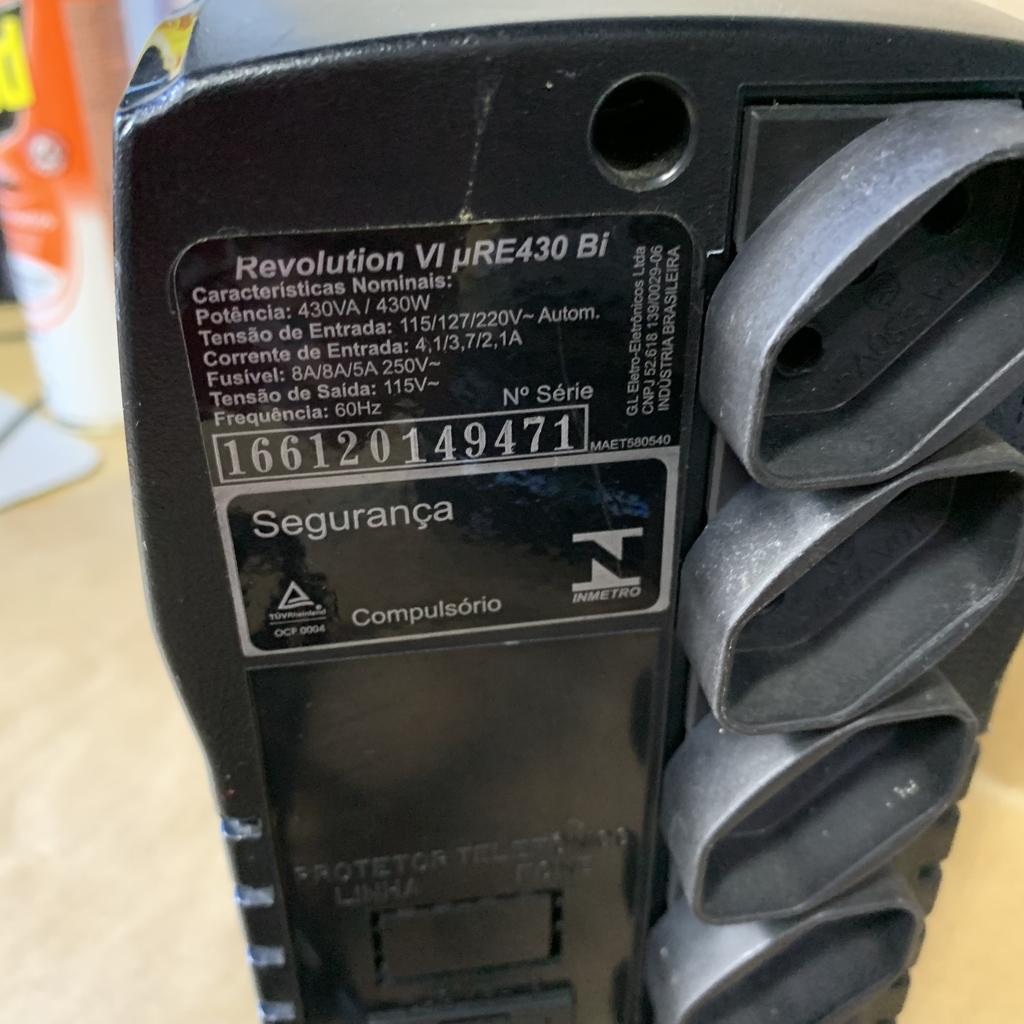 Revolution VI µRE430 Bi
Características Nominais:
Potência: 430VA / 430W
Tensão de Entrada: 115/127/220V~ Autom.
Corrente de Entrada: 4,1/3,7/2,1A
Fusível: 8A/8A/5A 250V~
Tensão de Saída: 115V~
Frequência: 60Hz
Nº Série
166120149471
MAET580540
G.L Eletro-Eletrônicos Ltda
CNPJ 52.618 139/0029-06
INDÚSTRIA BRASILEIRA
Segurança
TÜVRheinland
OCP 0004
Compulsório
INMETRO
PROTETOR TELEFÔNICO
LINHA FONE